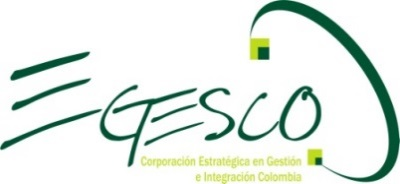 EGESCO
Corporación Estratégica en Gestión
e Integración Colombia